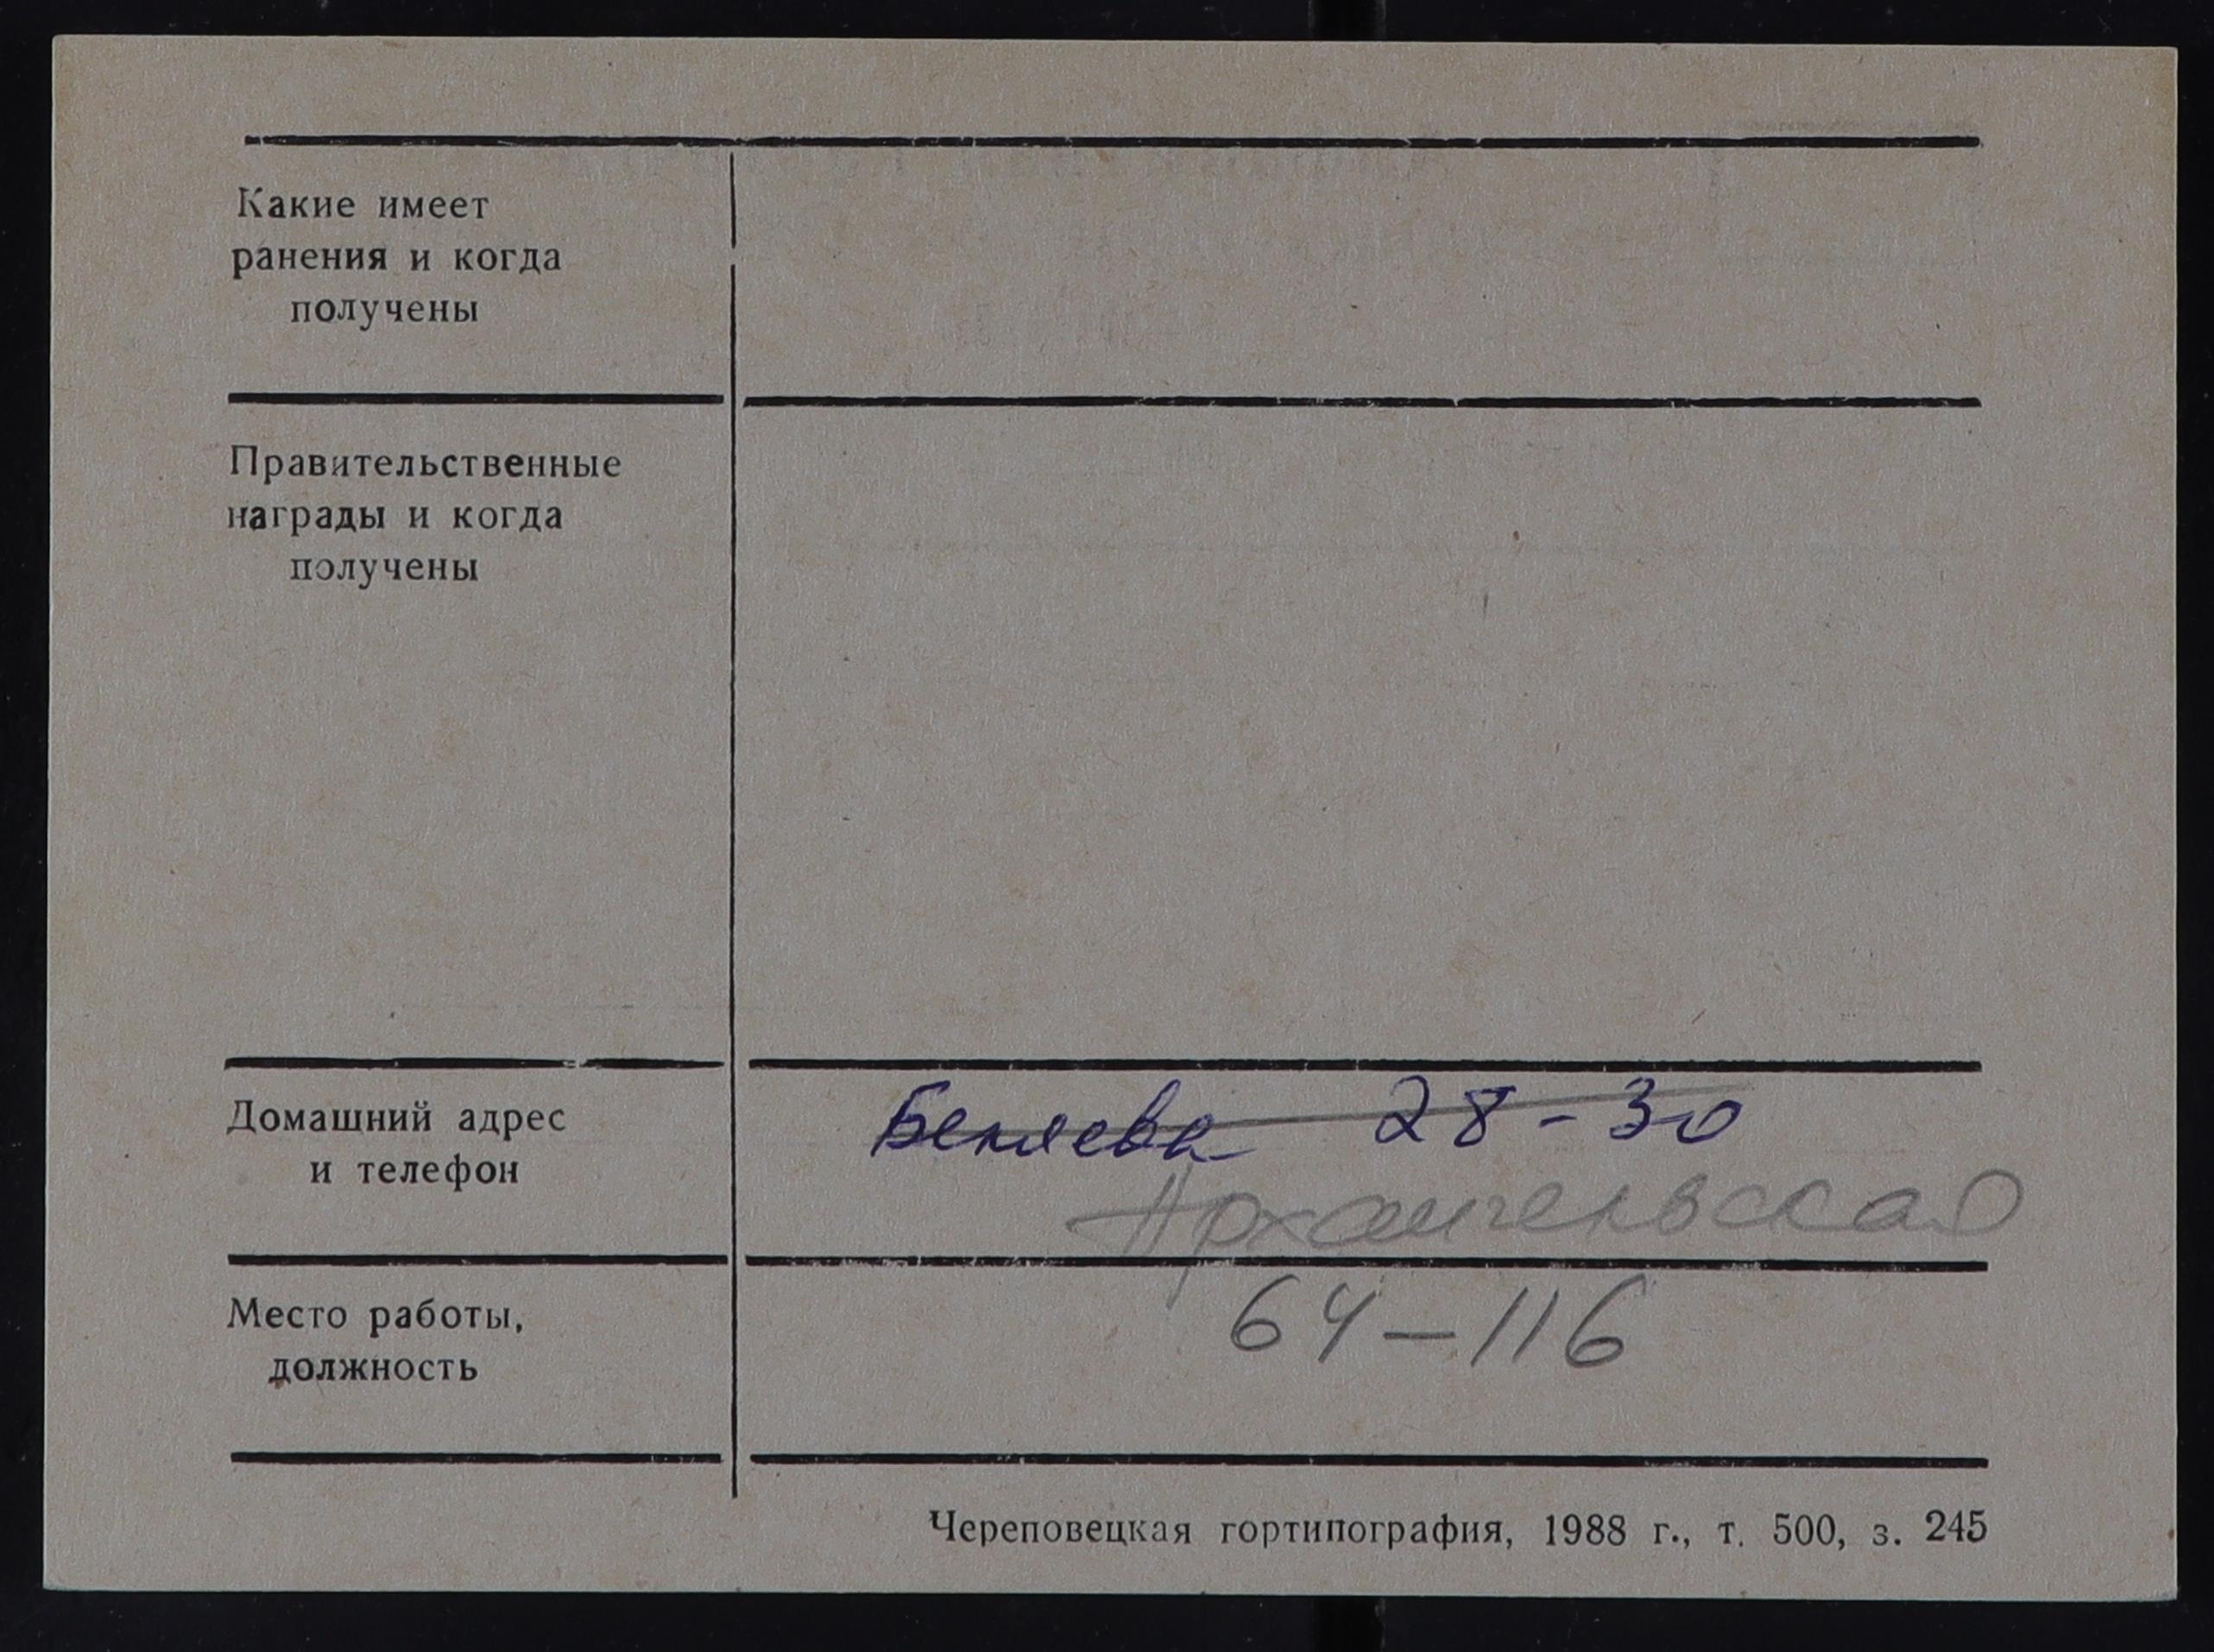 Какие имеет
ранения и когда
получены
Правительственные
награды и когда
получены
Домашний адрес
и телефон
Беляева 28-30
Архангельская
64-116
Место работы,
должность
Череповецкая гортипография, 1988 г., т. 500, з. 245